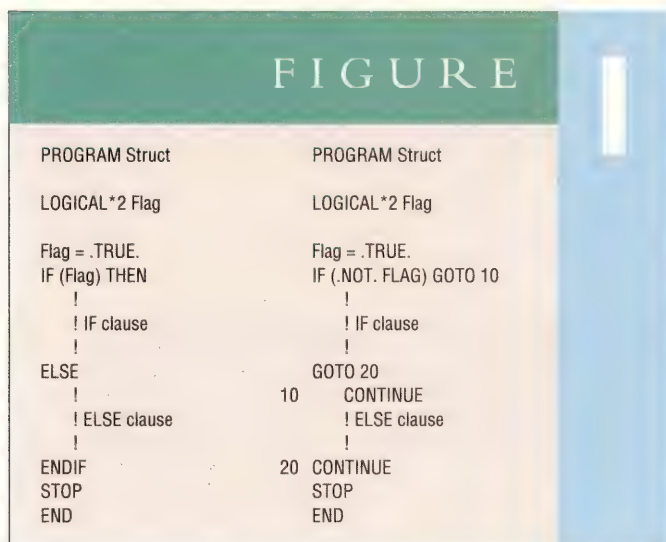 FIGURE 1
PROGRAM Struct
LOGICAL*2 Flag
Flag = .TRUE.
IF (Flag) THEN
!
! IF clause
!
ELSE
!
! ELSE clause
!
ENDIF
STOP
END
PROGRAM Struct
LOGICAL*2 Flag
Flag = .TRUE.
IF (.NOT. FLAG) GOTO 10
!
! IF clause
!
GOTO 20
10 CONTINUE
! ELSE clause
!
20 CONTINUE
STOP
END